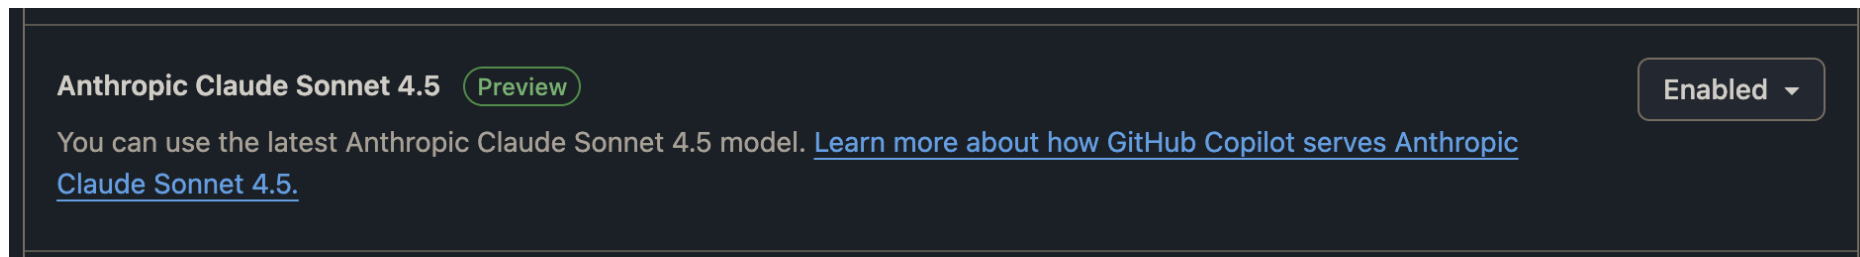 Anthropic Claude Sonnet 4.5 Preview
Enabled
You can use the latest Anthropic Claude Sonnet 4.5 model. Learn more about how GitHub Copilot serves Anthropic
Claude Sonnet 4.5.